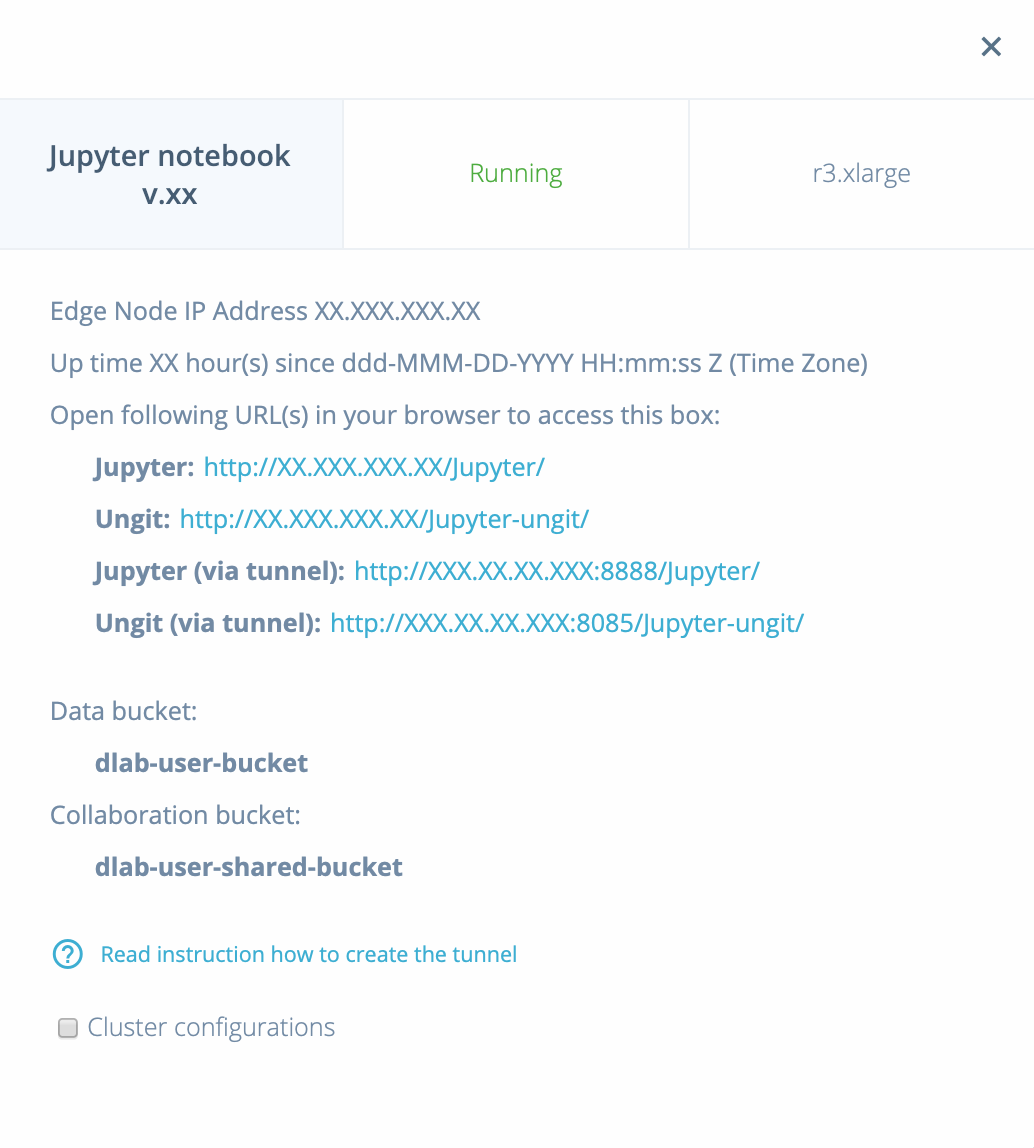 Jupyter notebook
v.xx
Running
r3.xlarge
Edge Node IP Address XX.XXX.XXX.XX
Up time XX hour(s) since ddd-MMM-DD-YYYY HH:mm:ss Z (Time Zone)
Open following URL(s) in your browser to access this box:
Jupyter: http://XX.XXX.XXX.XX/Jupyter/
Ungit: http://XX.XXX.XXX.XX/Jupyter-ungit/
Jupyter (via tunnel): http://XXX.XX.XX.XXX:8888/Jupyter/
Ungit (via tunnel): http://XXX.XX.XX.XXX:8085/Jupyter-ungit/
Data bucket:
dlab-user-bucket
Collaboration bucket:
dlab-user-shared-bucket
Read instruction how to create the tunnel
Cluster configurations